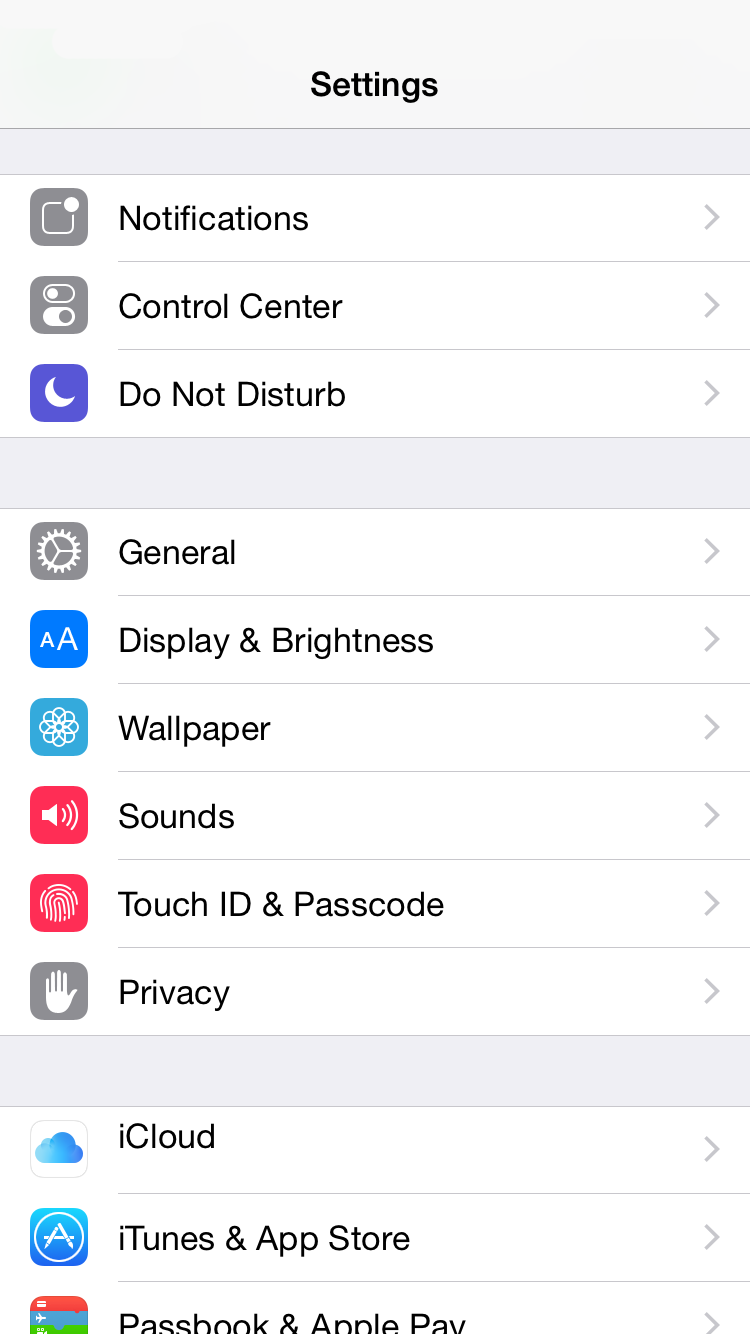 Settings
Notifications
Control Center
Do Not Disturb
General
AA
Display & Brightness
Wallpaper
Sounds
Touch ID & Passcode
Privacy
iCloud
iTunes & App Store
Passbook & Apple Pay